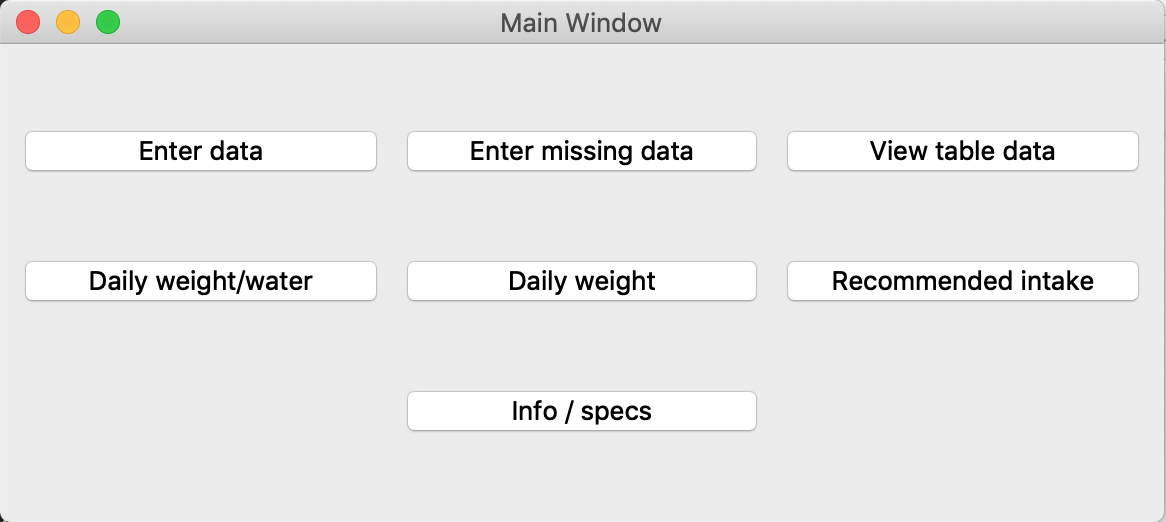 Main Window
Enter data
Enter missing data
View table data
Daily weight/water
Daily weight
Recommended intake
Info / specs